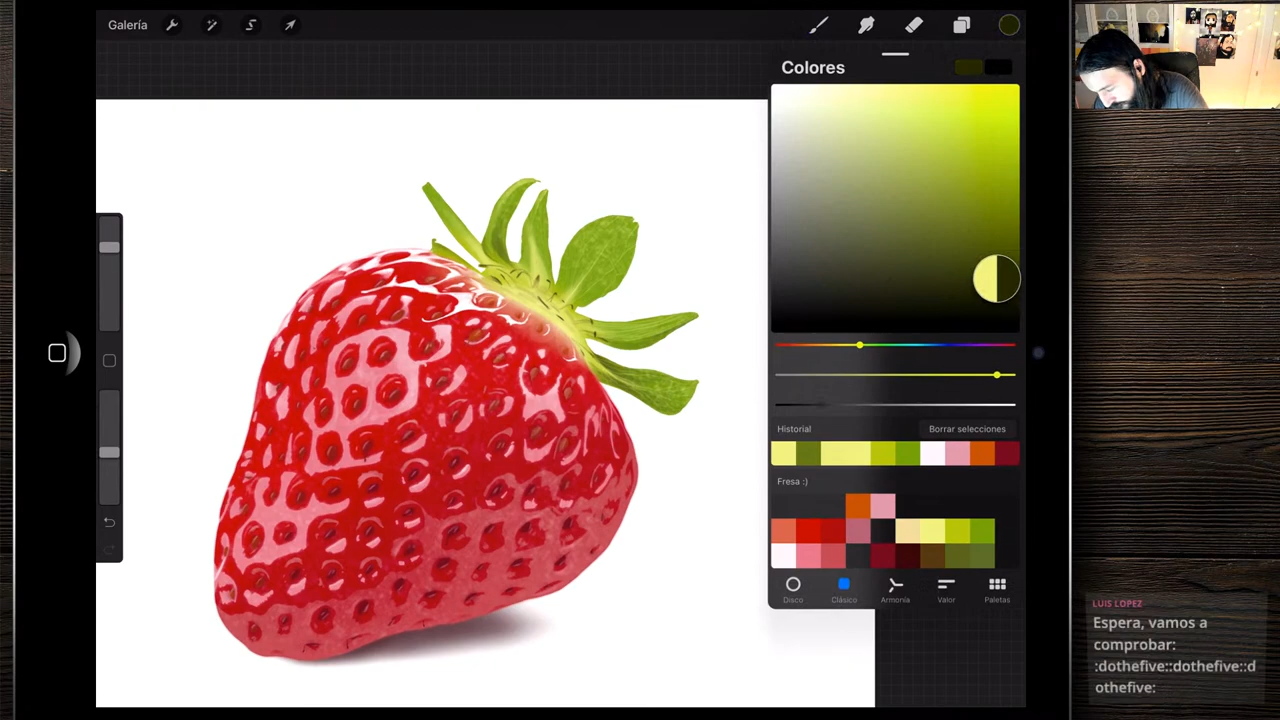 Galería
Colores
Historial
Borrar selecciones
Fresa :)
Disco
Clásico
Armonía
Valor
Paletas
LUIS LOPEZ
Espera, vamos a
comprobar:
:dothefive::dothefive::d
othefive: